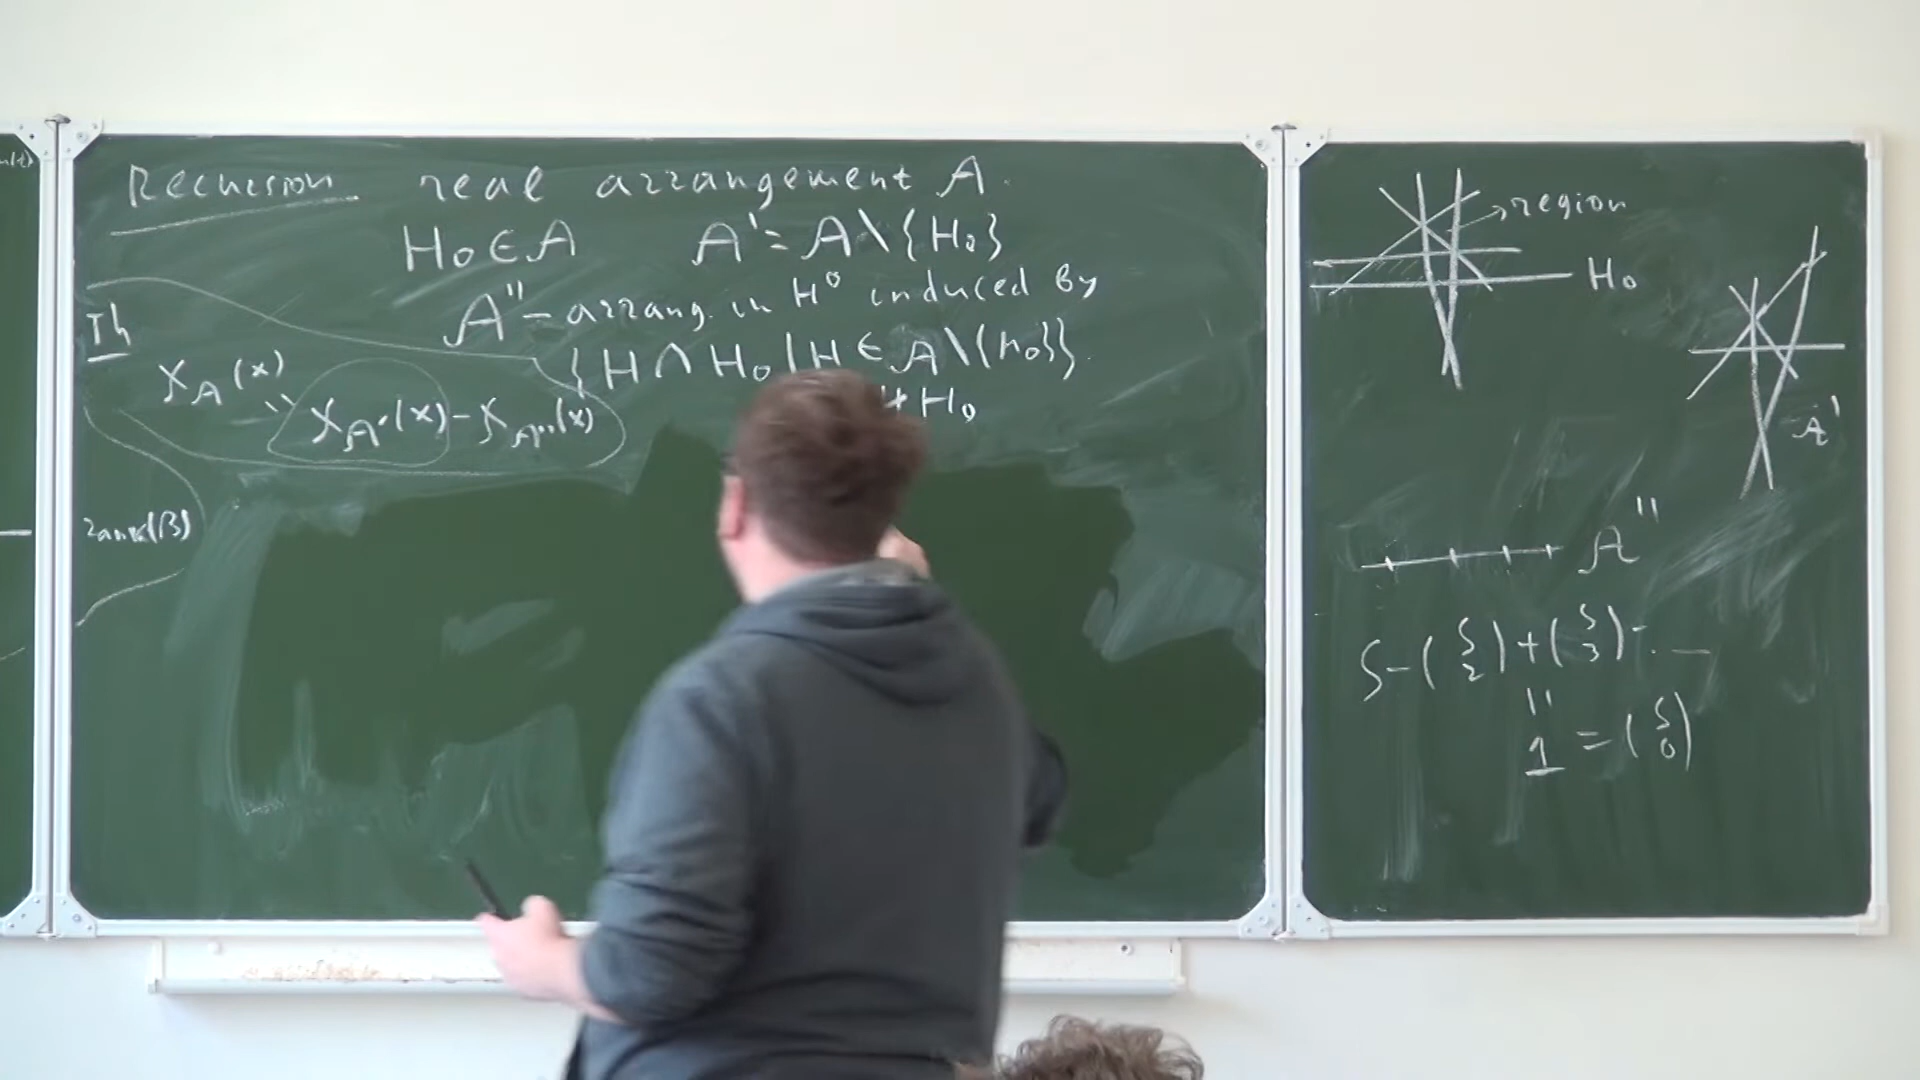 Recursion real arrangement A.
H₀ ∈ A A' = A \ {H₀}
A'' – arrang. in H⁰ induced by
{H ∩ H₀ | H ∈ A \ {H₀}}.
≠ H₀
Th
χ_A(x)
"
χ_A'(x) – χ_A''(x)
rank(B)
→ region
H₀
A'
A''
S – (S 2) + (S 3) – . . –
"
1 = (S 0)